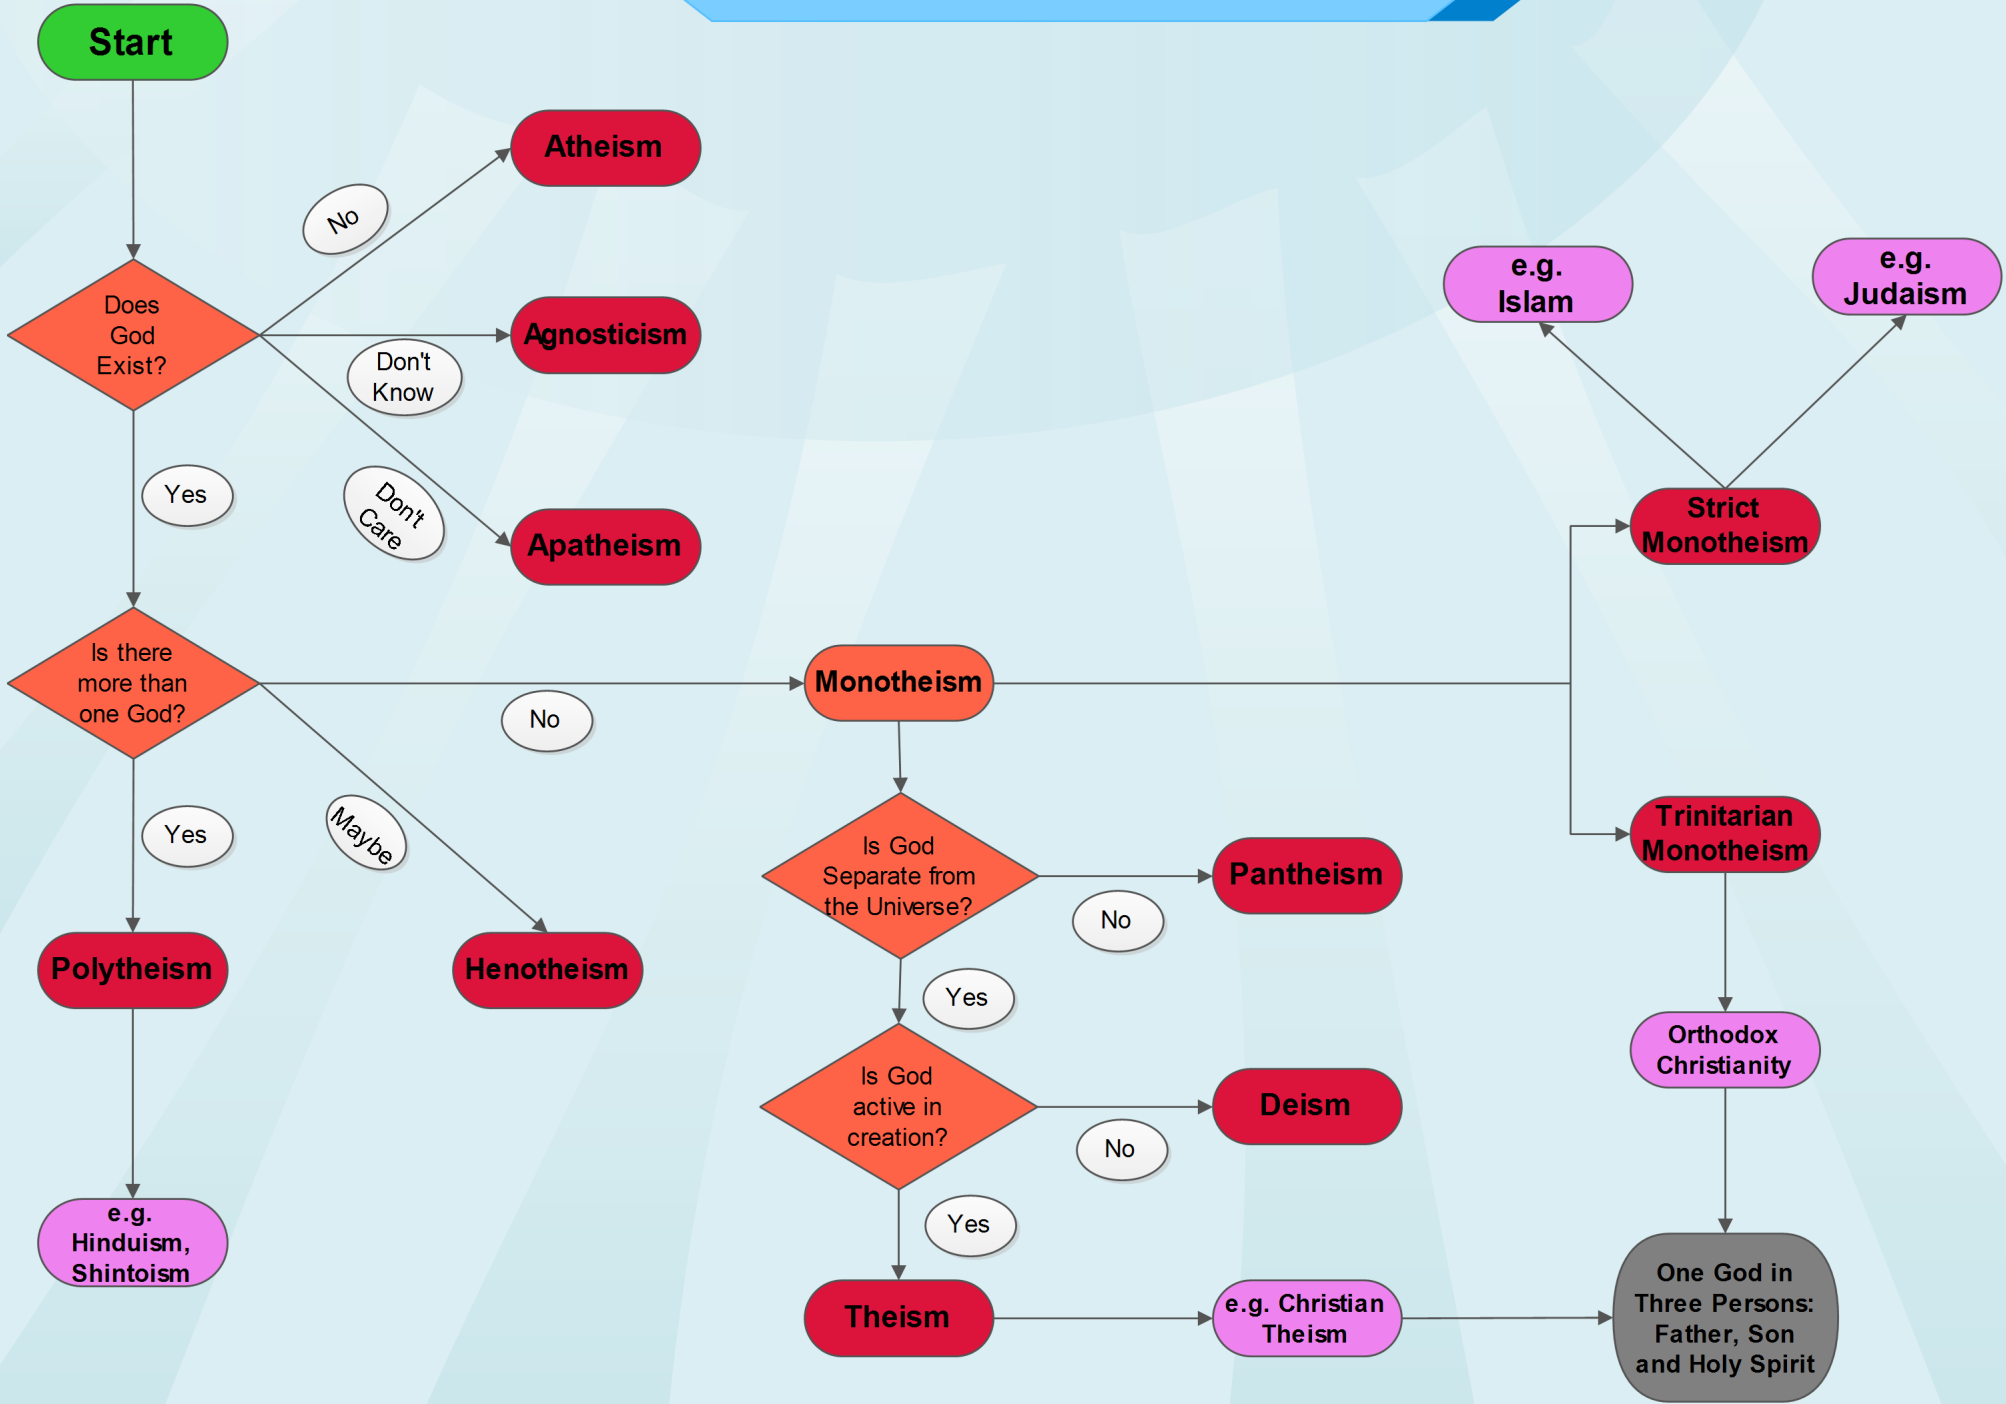 Start
Atheism
No
Does
God
Exist?
Agnosticism
Don't
Know
Yes
Don't
Care
Apatheism
e.g.
Islam
e.g.
Judaism
Strict
Monotheism
Is there
more than
one God?
No
Monotheism
Yes
Maybe
Polytheism
Henotheism
e.g.
Hinduism,
Shintoism
Is God
Separate from
the Universe?
No
Pantheism
Yes
Is God
active in
creation?
No
Deism
Yes
Theism
e.g. Christian
Theism
Trinitarian
Monotheism
Orthodox
Christianity
One God in
Three Persons:
Father, Son
and Holy Spirit